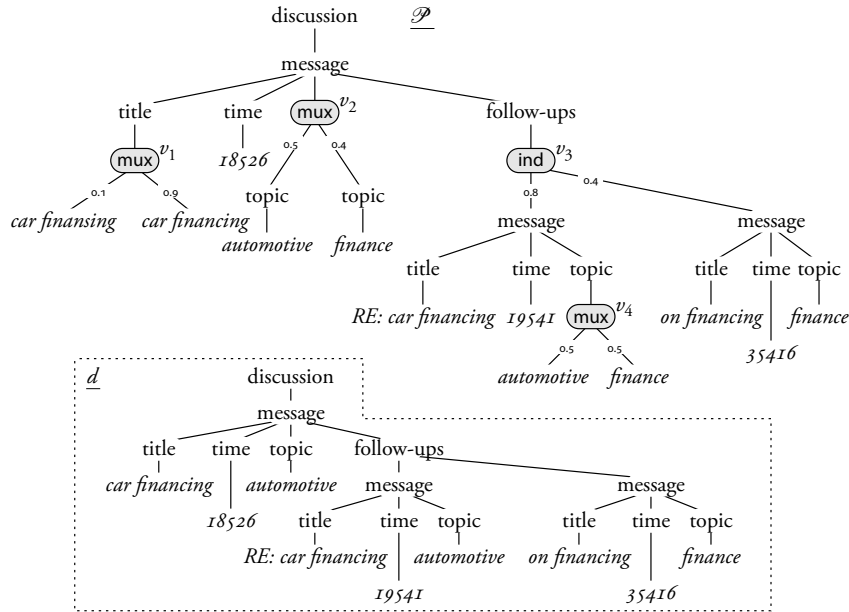 discussion 𝒫
message
title time mux v2 follow-ups
mux v1 18526 0.5 0.4 ind v3
0.1 0.9 0.8 0.4
topic topic
car finansing car financing message message
automotive finance
title time topic title time topic
RE: car financing 19541 mux v4 on financing finance
35416
0.5 0.5
automotive finance
d discussion
message
title time topic follow-ups
car financing automotive message message
18526 title time topic title time topic
RE: car financing automotive on financing finance
19541 35416